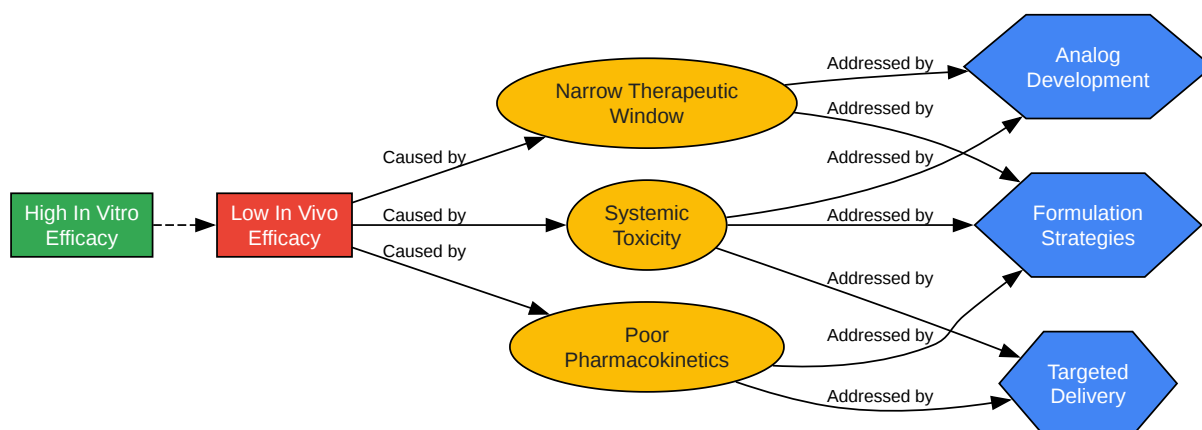 High In Vitro
Efficacy
Low In Vivo
Efficacy
Caused by
Caused by
Caused by
Narrow Therapeutic
Window
Systemic
Toxicity
Poor
Pharmacokinetics
Addressed by
Addressed by
Addressed by
Addressed by
Addressed by
Addressed by
Addressed by
Analog
Development
Formulation
Strategies
Targeted
Delivery